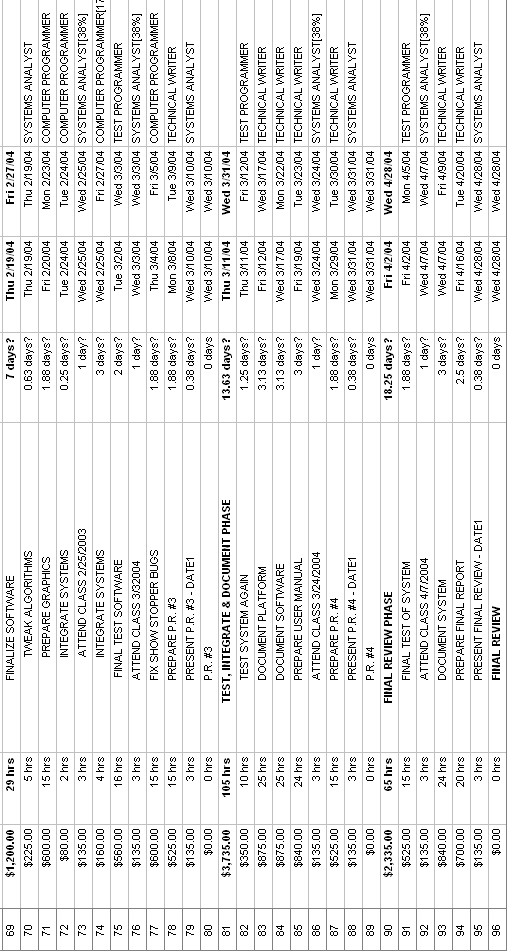 69 $1,200.00 29 hrs FINALIZE SOFTWARE 7 days? Thu 2/19/04 Fri 2/27/04
70 $225.00 5 hrs TWEAK ALGORITHMS 0.63 days? Thu 2/19/04 Thu 2/19/04 SYSTEMS ANALYST
71 $600.00 15 hrs PREPARE GRAPHICS 1.88 days? Fri 2/20/04 Mon 2/23/04 COMPUTER PROGRAMMER
72 $80.00 2 hrs INTEGRATE SYSTEMS 0.25 days? Tue 2/24/04 Tue 2/24/04 COMPUTER PROGRAMMER
73 $135.00 3 hrs ATTEND CLASS 2/25/2003 1 day? Wed 2/25/04 Wed 2/25/04 SYSTEMS ANALYST[38%]
74 $160.00 4 hrs INTEGRATE SYSTEMS 3 days Wed 2/25/04 Fri 2/27/04 COMPUTER PROGRAMMER[17
75 $560.00 16 hrs FINAL TEST SOFTWARE 2 days Tue 3/2/04 Wed 3/3/04 TEST PROGRAMMER
76 $135.00 3 hrs ATTEND CLASS 3/32004 1 day? Wed 3/3/04 Wed 3/3/04 SYSTEMS ANALYST[38%]
77 $600.00 15 hrs FIX SHOW STOPPER BUGS 1.88 days? Thu 3/4/04 Fri 3/5/04 COMPUTER PROGRAMMER
78 $525.00 15 hrs PREPARE P.R. #3 1.88 days? Mon 3/8/04 Tue 3/9/04 TECHNICAL WRITER
79 $135.00 3 hrs PRESENT P.R. #3 - DATE1 0.38 days? Wed 3/10/04 Wed 3/10/04 SYSTEMS ANALYST
80 $0.00 0 hrs P.R. #3 0 days Wed 3/10/04 Wed 3/10/04
81 $3,735.00 105 hrs TEST, INTEGRATE & DOCUMENT PHASE 13.63 days? Thu 3/11/04 Wed 3/31/04
82 $350.00 10 hrs TEST SYSTEM AGAIN 1.25 days? Thu 3/11/04 Fri 3/12/04 TEST PROGRAMMER
83 $875.00 25 hrs DOCUMENT PLATFORM 3.13 days? Fri 3/12/04 Wed 3/17/04 TECHNICAL WRITER
84 $875.00 25 hrs DOCUMENT SOFTWARE 3.13 days? Wed 3/17/04 Mon 3/22/04 TECHNICAL WRITER
85 $840.00 24 hrs PREPARE USER MANUAL 3 days? Fri 3/19/04 Tue 3/23/04 TECHNICAL WRITER
86 $135.00 3 hrs ATTEND CLASS 3/24/2004 1 day? Wed 3/24/04 Wed 3/24/04 SYSTEMS ANALYST[38%]
87 $525.00 15 hrs PREPARE P.R. #4 1.88 days? Mon 3/29/04 Tue 3/30/04 TECHNICAL WRITER
88 $135.00 3 hrs PRESENT P.R. #4 - DATE1 0.38 days? Wed 3/31/04 Wed 3/31/04 SYSTEMS ANALYST
89 $0.00 0 hrs P.R. #4 0 days Wed 3/31/04 Wed 3/31/04
90 $2,335.00 65 hrs FINAL REVIEW PHASE 18.25 days? Fri 4/2/04 Wed 4/28/04
91 $525.00 15 hrs FINAL TEST OF SYSTEM 1.88 days? Fri 4/2/04 Mon 4/5/04 TEST PROGRAMMER
92 $135.00 3 hrs ATTEND CLASS 4/7/2004 1 day? Wed 4/7/04 Wed 4/7/04 SYSTEMS ANALYST[38%]
93 $840.00 24 hrs DOCUMENT SYSTEM 3 days Wed 4/7/04 Fri 4/9/04 TECHNICAL WRITER
94 $700.00 20 hrs PREPARE FINAL REPORT 2.5 days? Fri 4/16/04 Tue 4/20/04 TECHNICAL WRITER
95 $135.00 3 hrs PRESENT FINAL REVIEW - DATE1 0.38 days? Wed 4/28/04 Wed 4/28/04 SYSTEMS ANALYST
96 $0.00 0 hrs FINAL REVIEW 0 days Wed 4/28/04 Wed 4/28/04